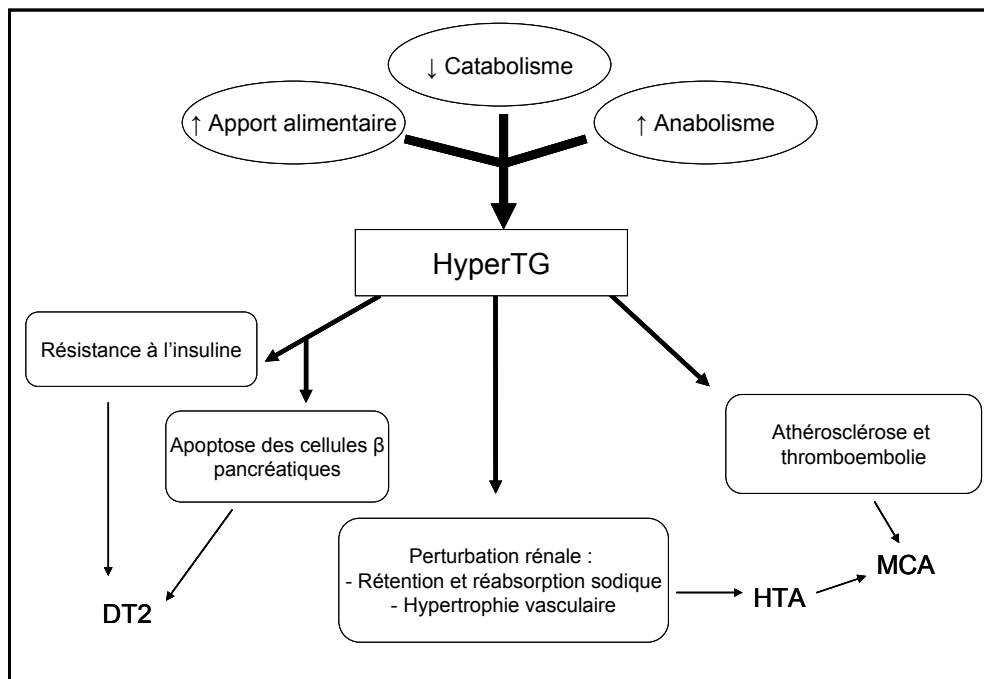 ↓ Catabolisme
↑ Apport alimentaire
↑ Anabolisme
HyperTG
Résistance à l’insuline
Apoptose des cellules β
pancréatiques
Athérosclérose et
thromboembolie
Perturbation rénale :
- Rétention et réabsorption sodique
- Hypertrophie vasculaire
DT2
HTA
MCA